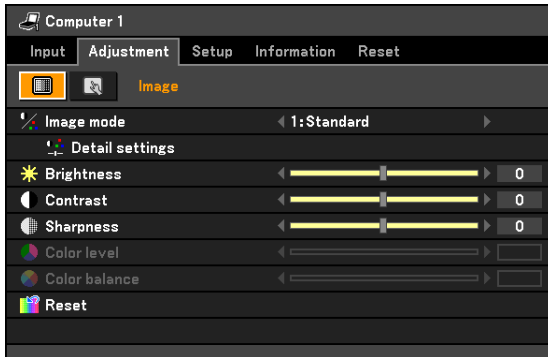 Computer 1
Input Adjustment Setup Information Reset
Image
Image mode 1:Standard
Detail settings
Brightness 0
Contrast 0
Sharpness 0
Color level
Color balance
Reset